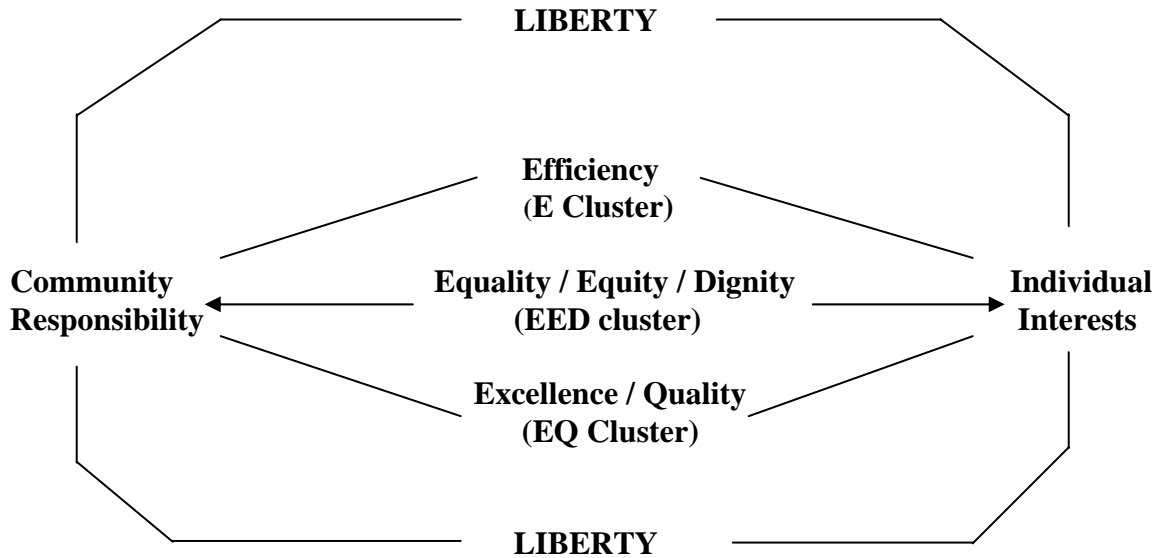 LIBERTY
Efficiency
(E Cluster)
Community
Responsibility
Equality / Equity / Dignity
(EED cluster)
Individual
Interests
Excellence / Quality
(EQ Cluster)
LIBERTY